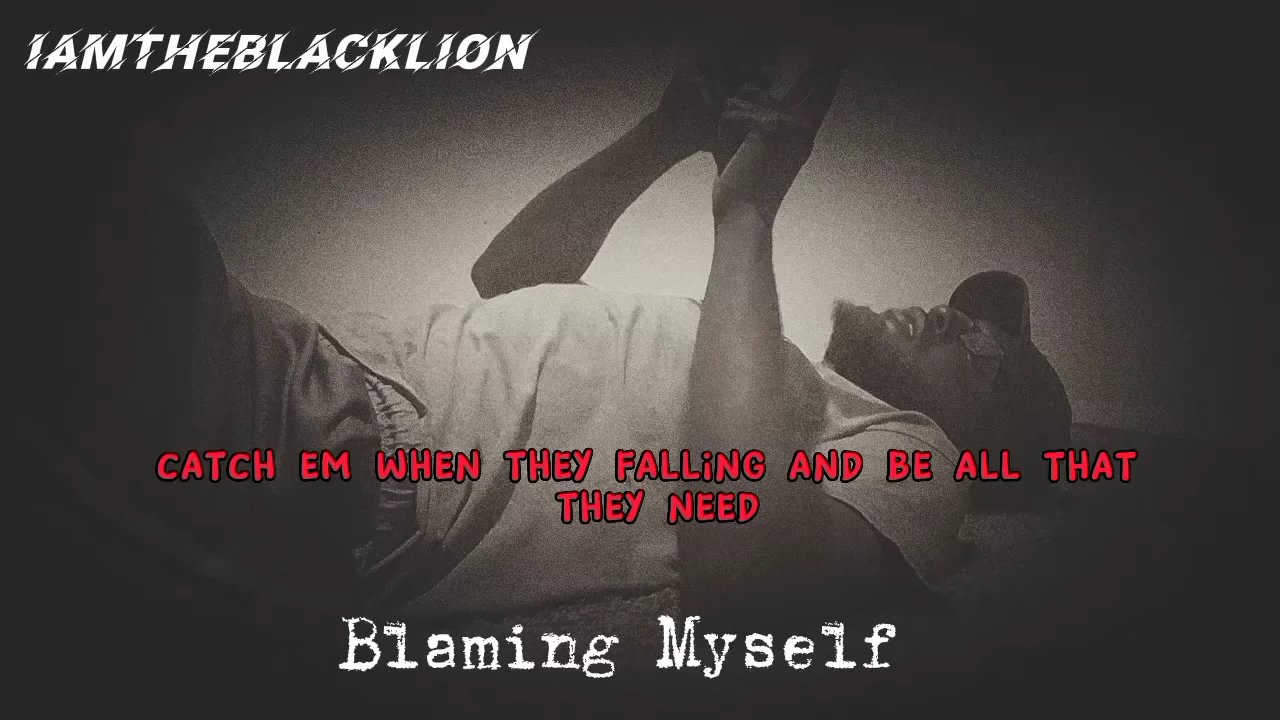 IAMTHEBLACKLION
CATCH EM WHEN THEY FALLiNG AND BE ALL THAT
THEY NEED
Blaming Myself